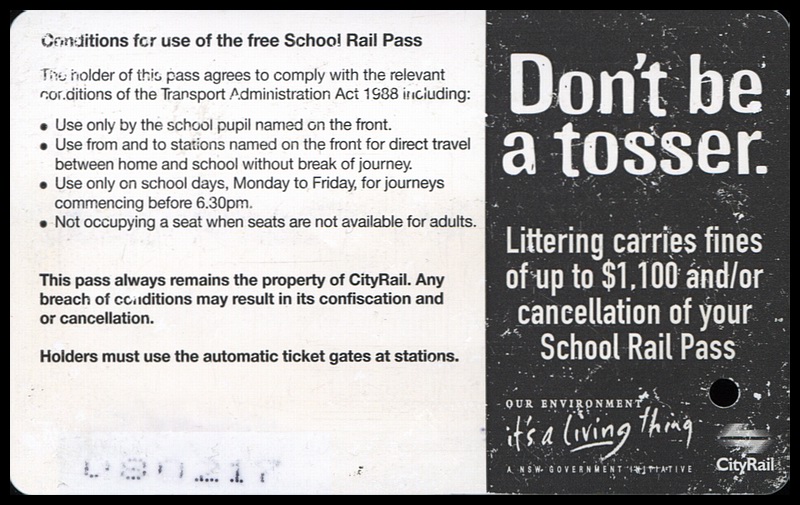 Conditions for use of the free School Rail Pass
The holder of this pass agrees to comply with the relevant
conditions of the Transport Administration Act 1988 including:
• Use only by the school pupil named on the front.
• Use from and to stations named on the front for direct travel
between home and school without break of journey.
• Use only on school days, Monday to Friday, for journeys
commencing before 6.30pm.
• Not occupying a seat when seats are not available for adults.
This pass always remains the property of CityRail. Any
breach of conditions may result in its confiscation and
or cancellation.
Holders must use the automatic ticket gates at stations.
Don't be
a tosser.
Littering carries fines
of up to $1,100 and/or
cancellation of your
School Rail Pass
OUR ENVIRONMENT
it's a living thing
A NSW GOVERNMENT INITIATIVE
CityRail